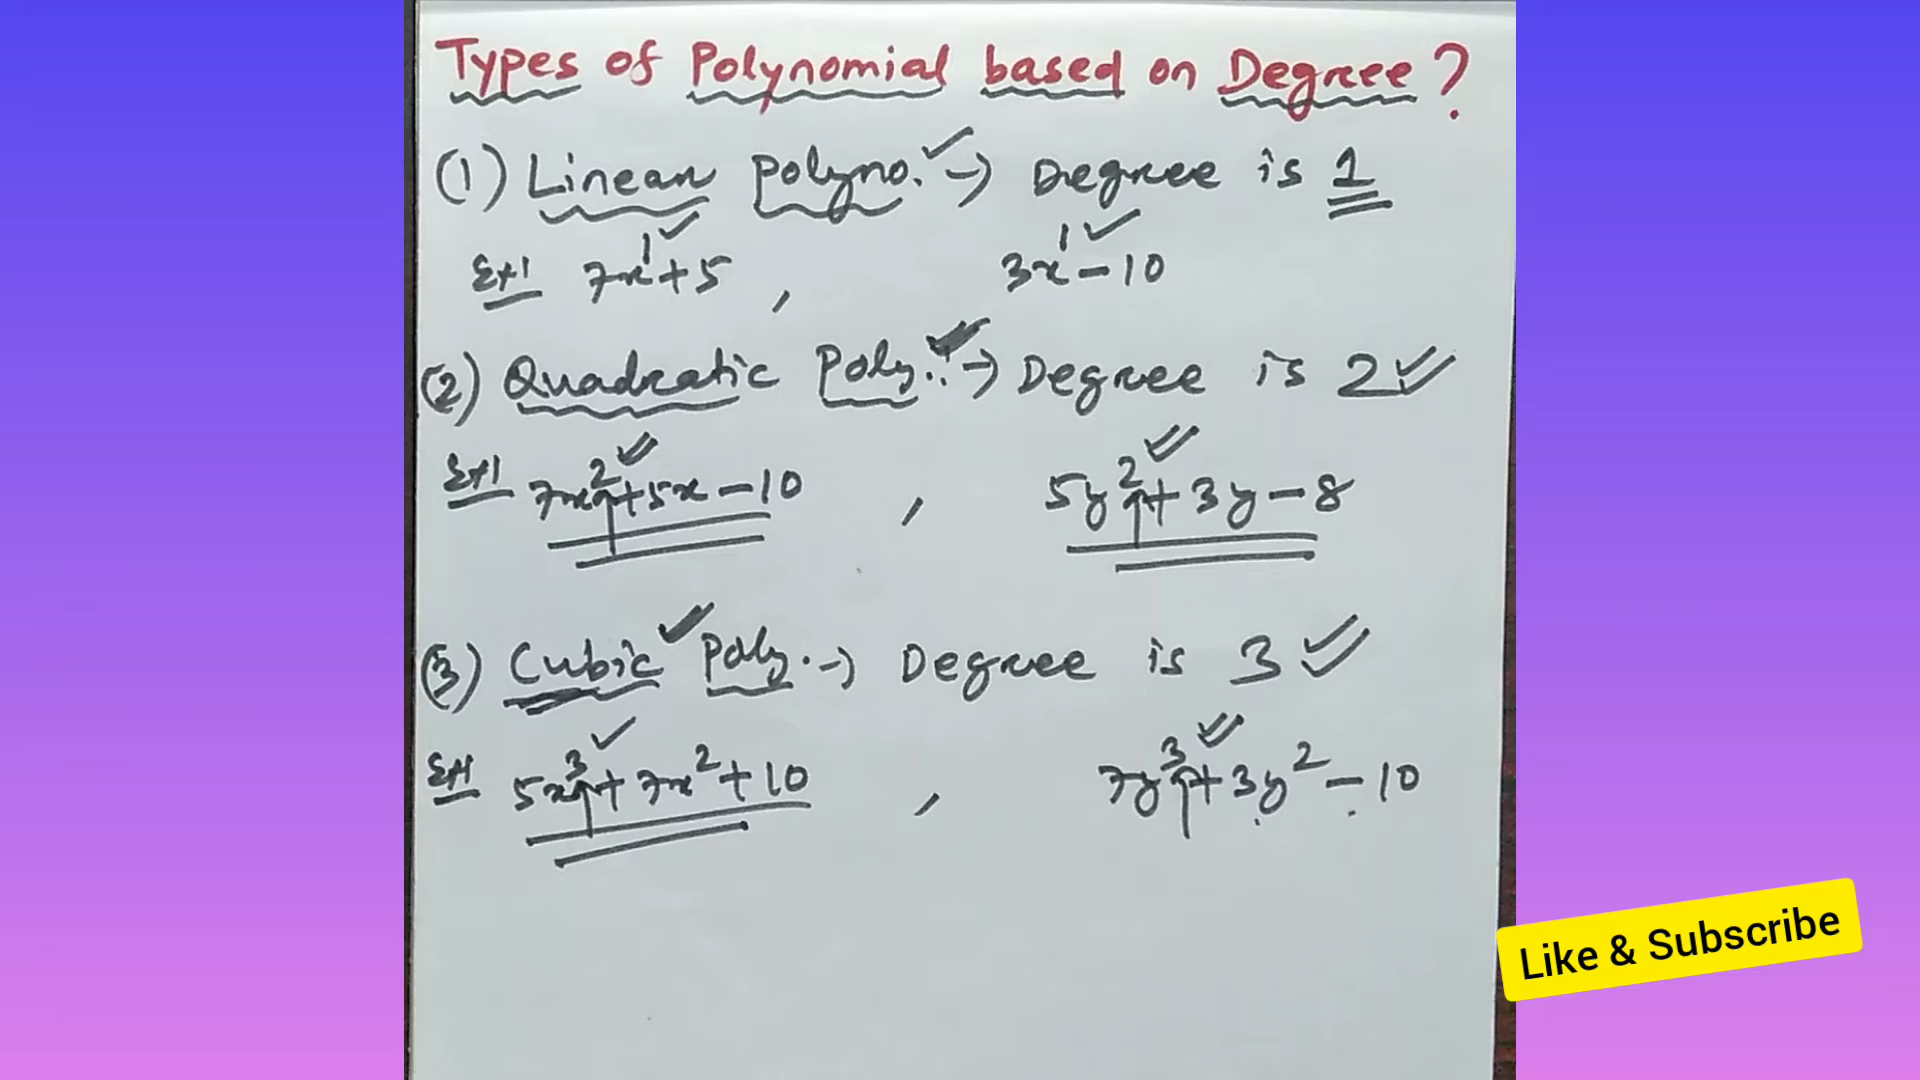 Types of Polynomial based on Degree?
(1) Linear Polyno. → Degree is 1
Ex/ 7x¹+5 , 3x¹-10
(2) Quadratic Poly. → Degree is 2
Ex/ 7x²+5x-10 , 5y²+3y-8
(3) Cubic Poly. → Degree is 3
Ex/ 5x³+7x²+10 , 7y³+3y²-10
Like & Subscribe